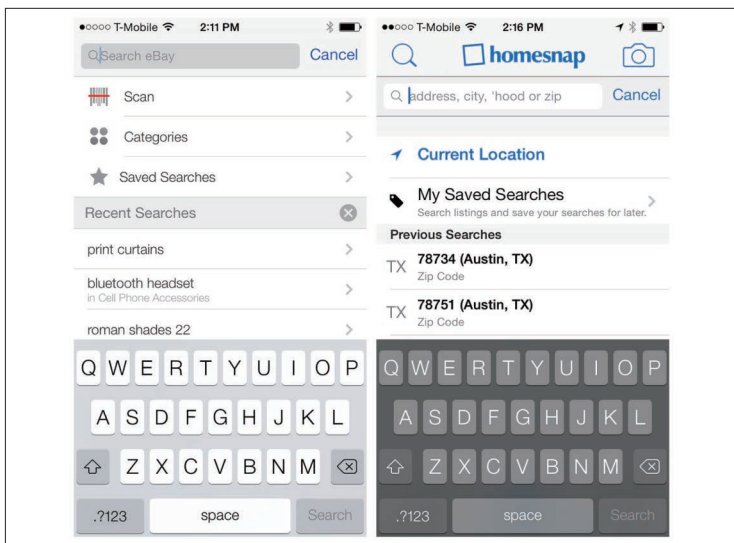 T-Mobile 2:11 PM
Search eBay Cancel
Scan
Categories
Saved Searches
Recent Searches
print curtains
bluetooth headset
in Cell Phone Accessories
roman shades 22
Q W E R T Y U I O P
A S D F G H J K L
Z X C V B N M
.?123 space Search
T-Mobile 2:16 PM
homesnap
address, city, 'hood or zip Cancel
Current Location
My Saved Searches
Search listings and save your searches for later.
Previous Searches
TX 78734 (Austin, TX)
Zip Code
TX 78751 (Austin, TX)
Zip Code
Q W E R T Y U I O P
A S D F G H J K L
Z X C V B N M
.?123 space Search